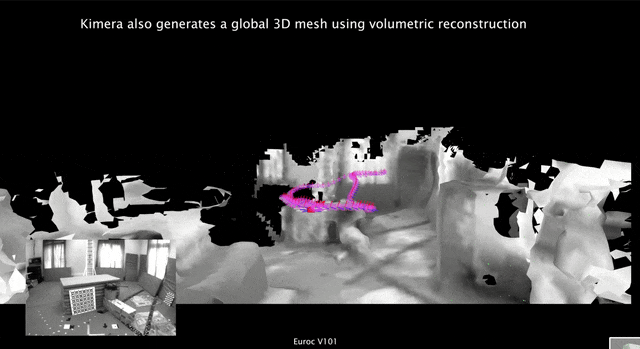 Kimera also generates a global 3D mesh using volumetric reconstruction
Euroc V101